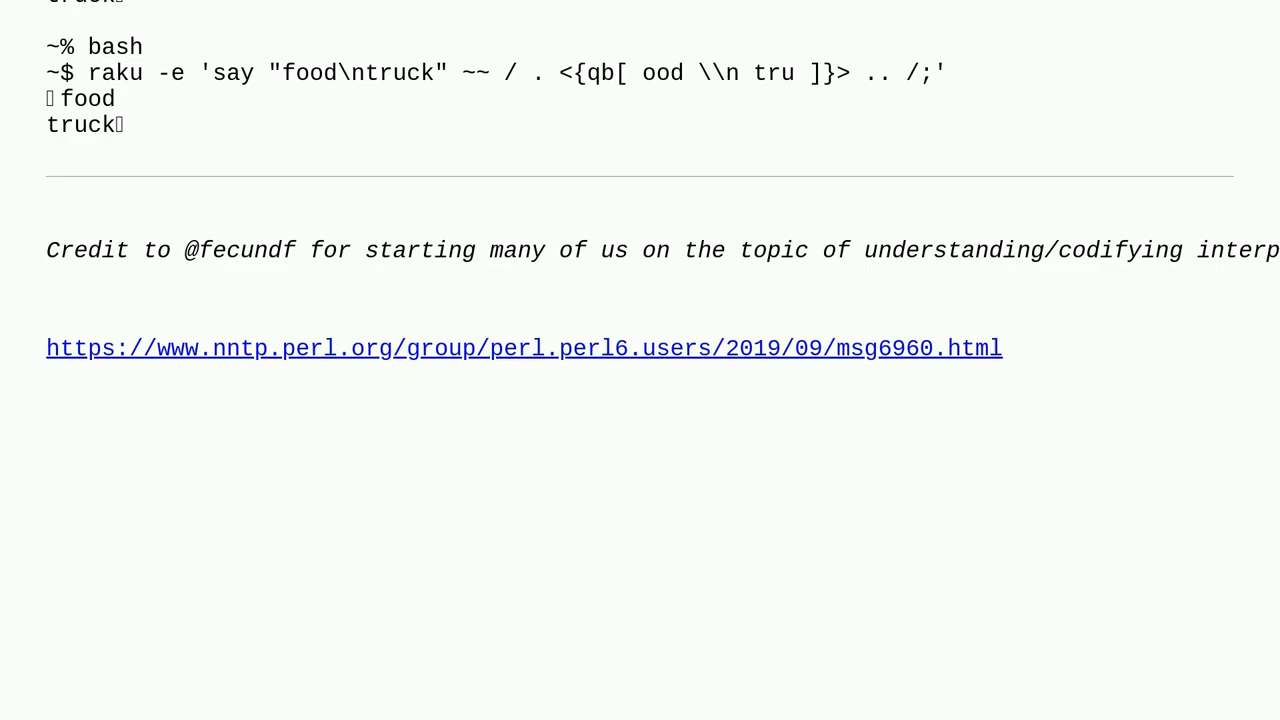 ~% bash
~$ raku -e 'say "food\ntruck" ~~ / . <{qb[ ood \\n tru ]}> .. /;'
food
truck
Credit to @fecundf for starting many of us on the topic of understanding/codifying interp
https://www.nntp.perl.org/group/perl.perl6.users/2019/09/msg6960.html